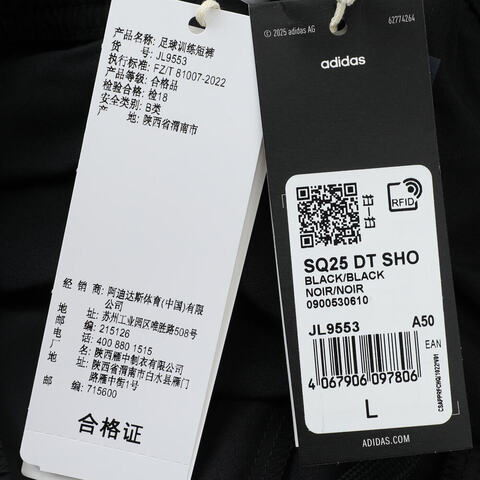 产品名称: 足球训练短裤
货　号: JL9553
执行标准: FZ/T 81007-2022
产品等级: 合格品
检验合格: 检18
安全类别: B类
产　地: 陕西省渭南市
经 销 商: 阿迪达斯体育(中国)有限
公司
地　址: 苏州工业园区唯胜路508号
邮　编: 215126
电　话: 400 880 1515
制 造 商: 陕西雁中制衣有限公司
地　址: 陕西省渭南市白水县雁门
路雁中街1号
邮　编: 715600
合格证
© 2025 adidas AG
62774264
adidas
RFID
SQ25 DT SHO
BLACK/BLACK
NOIR/NOIR
0900530610
JL9553
A50
EAN
4 067906 097806
L
ADIDAS.COM